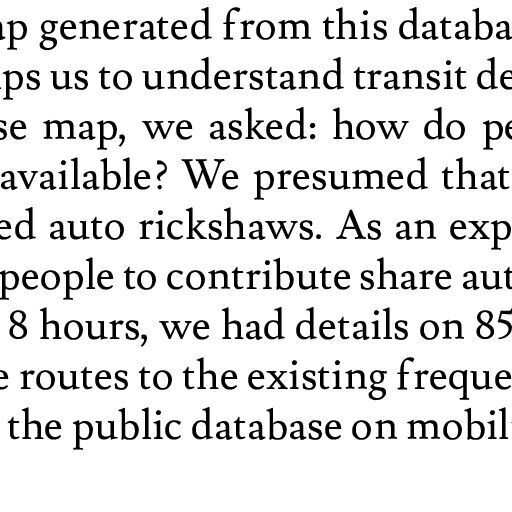 ap generated from this databa
ps us to understand transit de
se map, we asked: how do pe
available? We presumed that
ed auto rickshaws. As an exp
people to contribute share aut
8 hours, we had details on 85
e routes to the existing freque
the public database on mobil